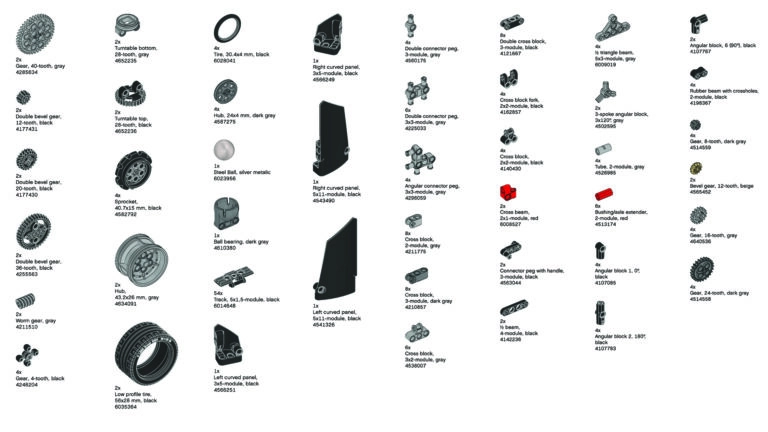 2x
Gear, 40-tooth, gray
4285634
2x
Double bevel gear,
12-tooth, black
4177431
2x
Double bevel gear,
20-tooth, black
4177430
2x
Double bevel gear,
36-tooth, black
4255563
2x
Worm gear, gray
4211510
4x
Gear, 4-tooth, black
4248204
2x
Turntable bottom,
28-tooth, gray
4652235
2x
Turntable top,
28-tooth, black
4652236
4x
Sprocket,
40.7x15 mm, black
4582792
2x
Hub,
43.2x26 mm, gray
4634091
2x
Low profile tire,
56x28 mm, black
6035364
4x
Tire, 30.4x4 mm, black
6028041
4x
Hub, 24x4 mm, dark gray
4587275
1x
Steel Ball, silver metallic
6023956
1x
Ball bearing, dark gray
4610380
54x
Track, 5x1,5-module, black
6014648
1x
Left curved panel,
3x5-module, black
4566251
1x
Right curved panel,
3x5-module, black
4566249
1x
Right curved panel,
5x11-module, black
4543490
1x
Left curved panel,
5x11-module, black
4541326
4x
Double connector peg,
3-module, gray
4560175
6x
Double connector peg,
3x3-module, gray
4225033
4x
Angular connector peg,
3x3-module, gray
4296059
8x
Cross block,
2-module, gray
4211775
8x
Cross block,
3-module, dark gray
4210857
6x
Cross block,
3x2-module, gray
4538007
8x
Double cross block,
3-module, black
4121667
4x
Cross block fork,
2x2-module, black
4162857
4x
Cross block,
2x2-module, black
4140430
2x
Cross beam,
2x1-module, red
6008527
2x
Connector peg with handle,
3-module, black
4563044
2x
½ beam,
4-module, black
4142236
4x
½ triangle beam,
5x3-module, gray
6009019
2x
3-spoke angular block,
3x120º, gray
4502595
4x
Tube, 2-module, gray
4526985
6x
Bushing/axle extender,
2-module, red
4513174
4x
Angular block 1, 0º,
black
4107085
4x
Angular block 2, 180º,
black
4107783
2x
Angular block, 6 (90º), black
4107767
4x
Rubber beam with crossholes,
2-module, black
4198367
4x
Gear, 8-tooth, dark gray
4514559
2x
Bevel gear, 12-tooth, beige
4565452
4x
Gear, 16-tooth, gray
4640536
4x
Gear, 24-tooth, dark gray
4514558